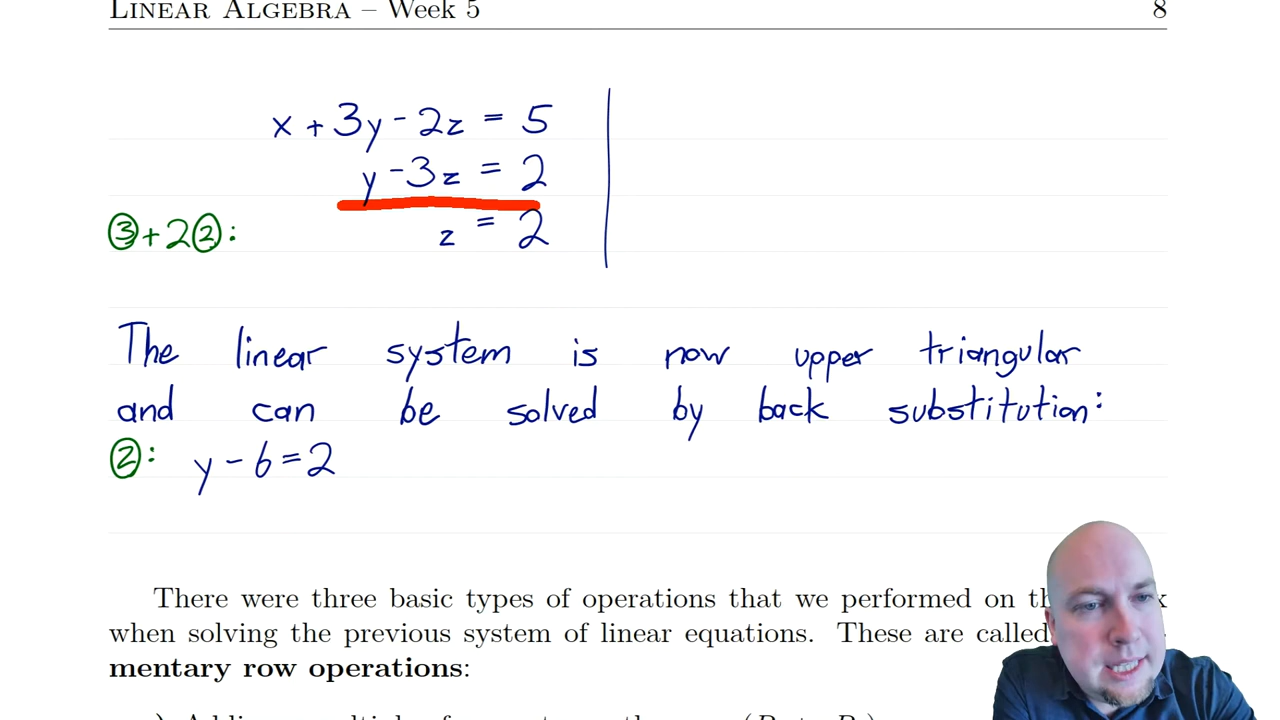 LINEAR ALGEBRA – Week 5 8
x + 3y - 2z = 5
y - 3z = 2
③+2②: z = 2
The linear system is now upper triangular
and can be solved by back substitution:
②: y - 6 = 2
There were three basic types of operations that we performed on
when solving the previous system of linear equations. These are called
mentary row operations: